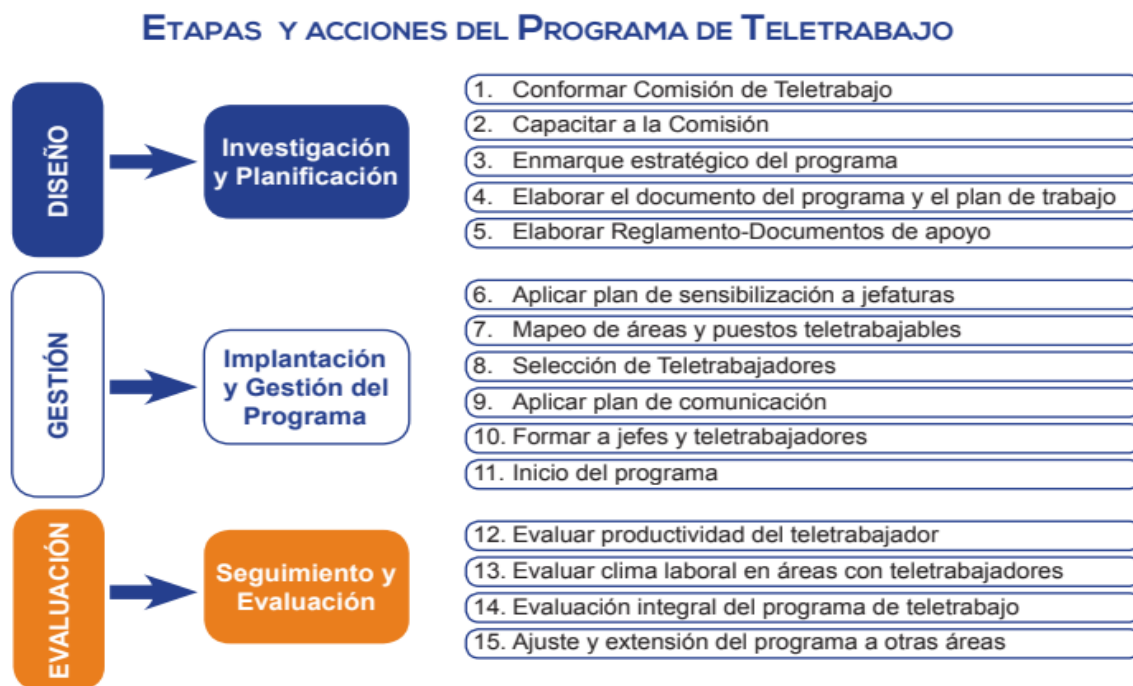 ETAPAS Y ACCIONES DEL PROGRAMA DE TELETRABAJO
DISEÑO
Investigación
y Planificación
1. Conformar Comisión de Teletrabajo
2. Capacitar a la Comisión
3. Enmarque estratégico del programa
4. Elaborar el documento del programa y el plan de trabajo
5. Elaborar Reglamento-Documentos de apoyo
GESTIÓN
Implantación
y Gestión del
Programa
6. Aplicar plan de sensibilización a jefaturas
7. Mapeo de áreas y puestos teletrabajables
8. Selección de Teletrabajadores
9. Aplicar plan de comunicación
10. Formar a jefes y teletrabajadores
11. Inicio del programa
EVALUACIÓN
Seguimiento y
Evaluación
12. Evaluar productividad del teletrabajador
13. Evaluar clima laboral en áreas con teletrabajadores
14. Evaluación integral del programa de teletrabajo
15. Ajuste y extensión del programa a otras áreas